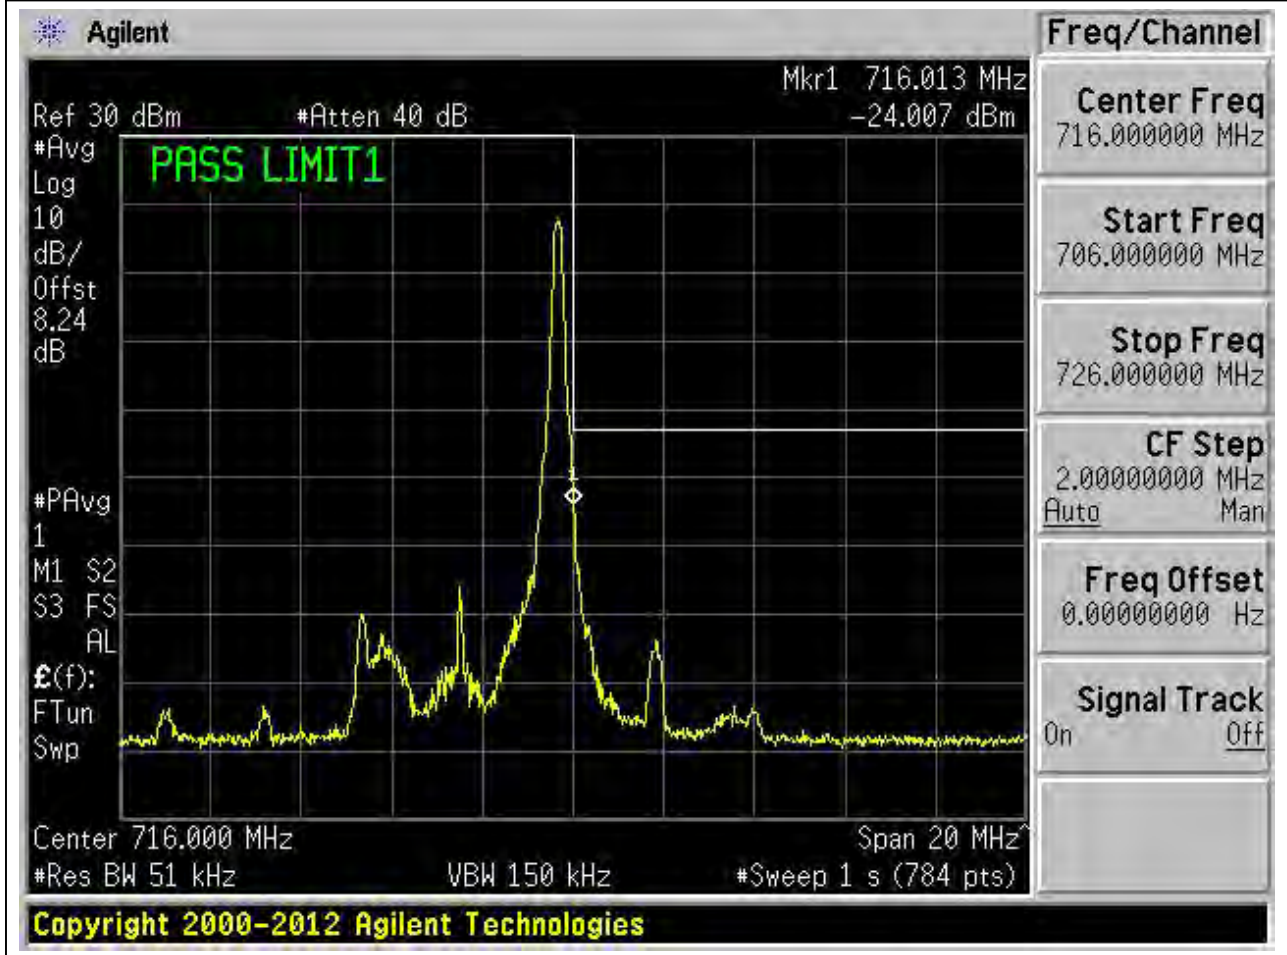 Agilent
Freq/Channel
Mkr1 716.013 MHz
Ref 30 dBm #Atten 40 dB -24.007 dBm
#Avg
Log
10
dB/
Offst
8.24
dB
PASS LIMIT1
1
#PAvg
1
M1 S2
S3 FS
AL
£(f):
FTun
Swp
Center 716.000 MHz Span 20 MHz^
#Res BW 51 kHz VBW 150 kHz #Sweep 1 s (784 pts)
Center Freq
716.000000 MHz
Start Freq
706.000000 MHz
Stop Freq
726.000000 MHz
CF Step
2.00000000 MHz
Auto Man
Freq Offset
0.00000000 Hz
Signal Track
On Off
Copyright 2000-2012 Agilent Technologies